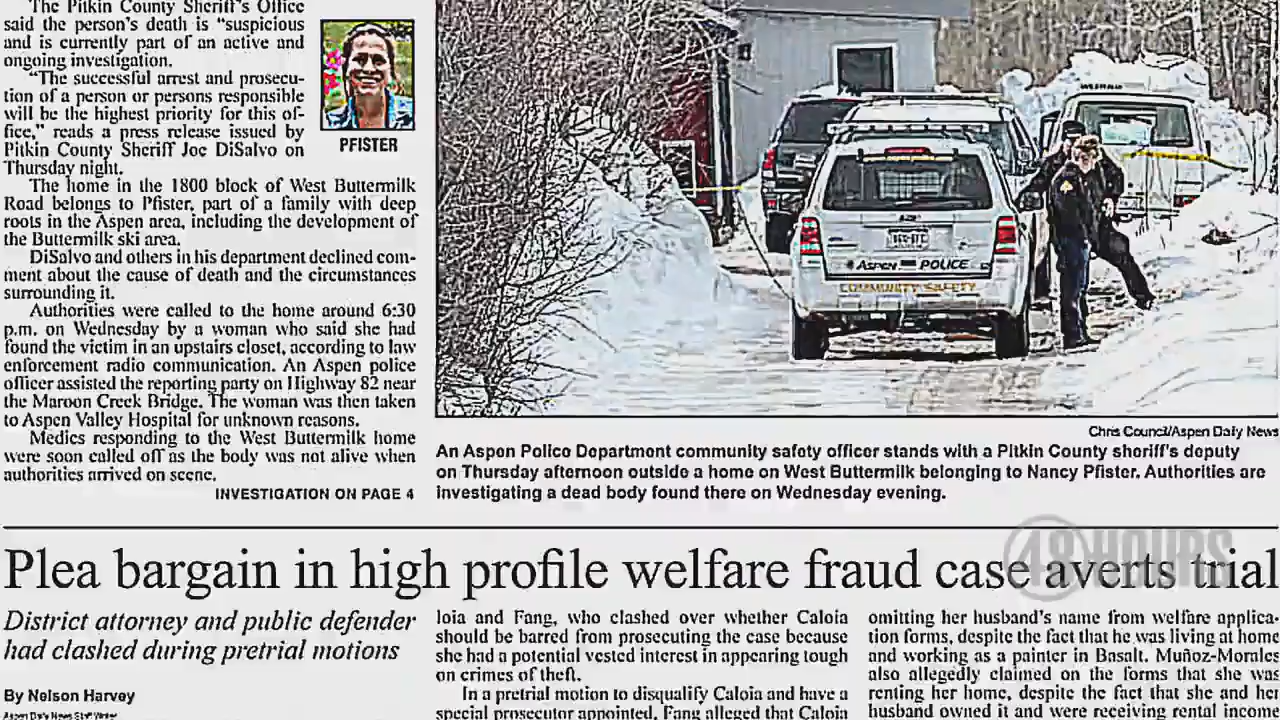 The Pitkin County Sheriff's Office
said the person's death is “suspicious
and is currently part of an active and
ongoing investigation.
“The successful arrest and prosecu-
tion of a person or persons responsible
will be the highest priority for this of-
fice,” reads a press release issued by
Pitkin County Sheriff Joe DiSalvo on
Thursday night.
The home in the 1800 block of West Buttermilk
Road belongs to Pfister, part of a family with deep
roots in the Aspen area, including the development of
the Buttermilk ski area.
DiSalvo and others in his department declined com-
ment about the cause of death and the circumstances
surrounding it.
Authorities were called to the home around 6:30
p.m. on Wednesday by a woman who said she had
found the victim in an upstairs closet, according to law
enforcement radio communication. An Aspen police
officer assisted the reporting party on Highway 82 near
the Maroon Creek Bridge. The woman was then taken
to Aspen Valley Hospital for unknown reasons.
Medics responding to the West Buttermilk home
were soon called off as the body was not alive when
authorities arrived on scene.
INVESTIGATION ON PAGE 4
PFISTER
ASPEN POLICE
COMMUNITY SAFETY
Chris Council/Aspen Daily News
An Aspen Police Department community safety officer stands with a Pitkin County sheriff's deputy
on Thursday afternoon outside a home on West Buttermilk belonging to Nancy Pfister. Authorities are
investigating a dead body found there on Wednesday evening.
48 HOURS
Plea bargain in high profile welfare fraud case averts trial
District attorney and public defender
had clashed during pretrial motions
By Nelson Harvey
Aspen Daily News Staff Writer
loia and Fang, who clashed over whether Caloia
should be barred from prosecuting the case because
she had a potential vested interest in appearing tough
on crimes of theft.
In a pretrial motion to disqualify Caloia and have a
special prosecutor appointed, Fang alleged that Caloia
omitting her husband's name from welfare applica-
tion forms, despite the fact that he was living at home
and working as a painter in Basalt. Muñoz-Morales
also allegedly claimed on the forms that she was
renting her home, despite the fact that she and her
husband owned it and were receiving rental income